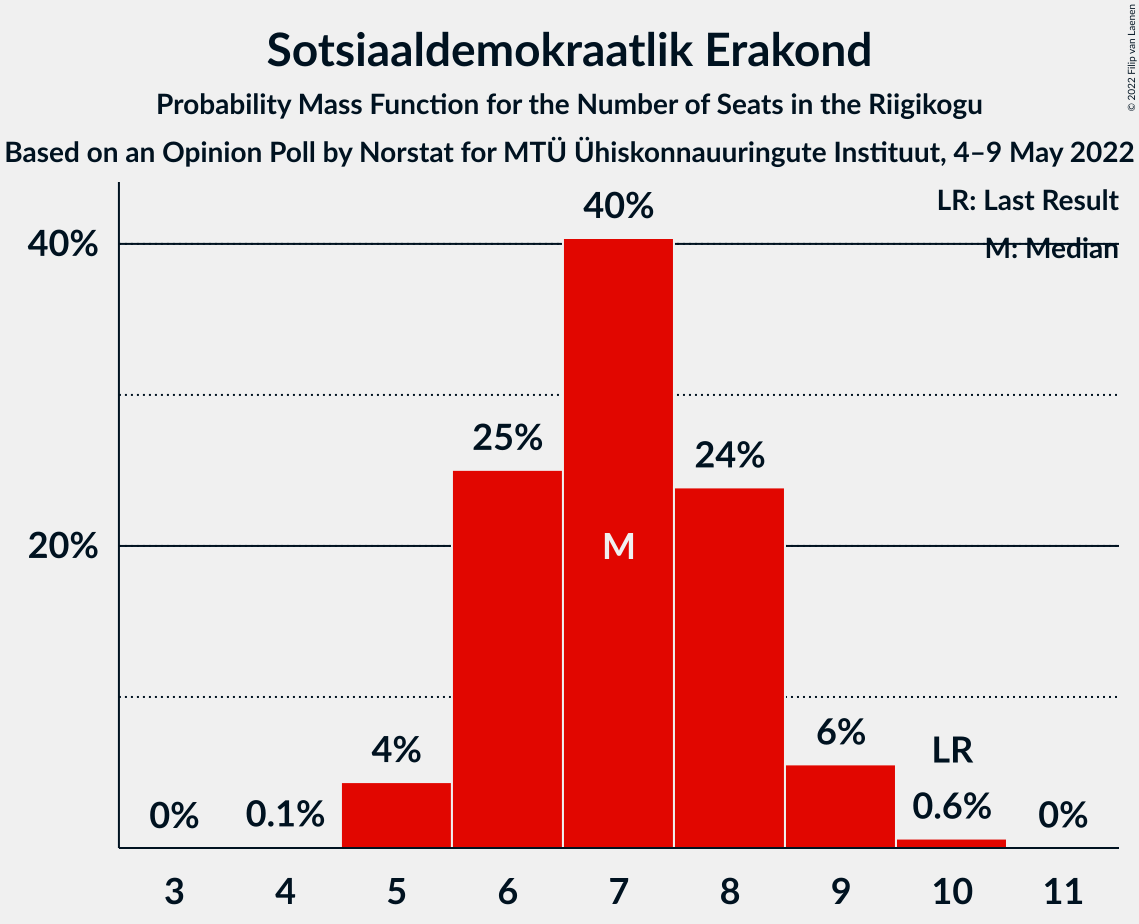 Sotsiaaldemokraatlik Erakond
Probability Mass Function for the Number of Seats in the Riigikogu
Based on an Opinion Poll by Norstat for MTÜ Ühiskonnauuringute Instituut, 4–9 May 2022
© 2022 Filip van Laenen
LR: Last Result
M: Median
40%
20%
0%
0.1%
4%
25%
40%
M
24%
6%
LR
0.6%
0%
3 4 5 6 7 8 9 10 11